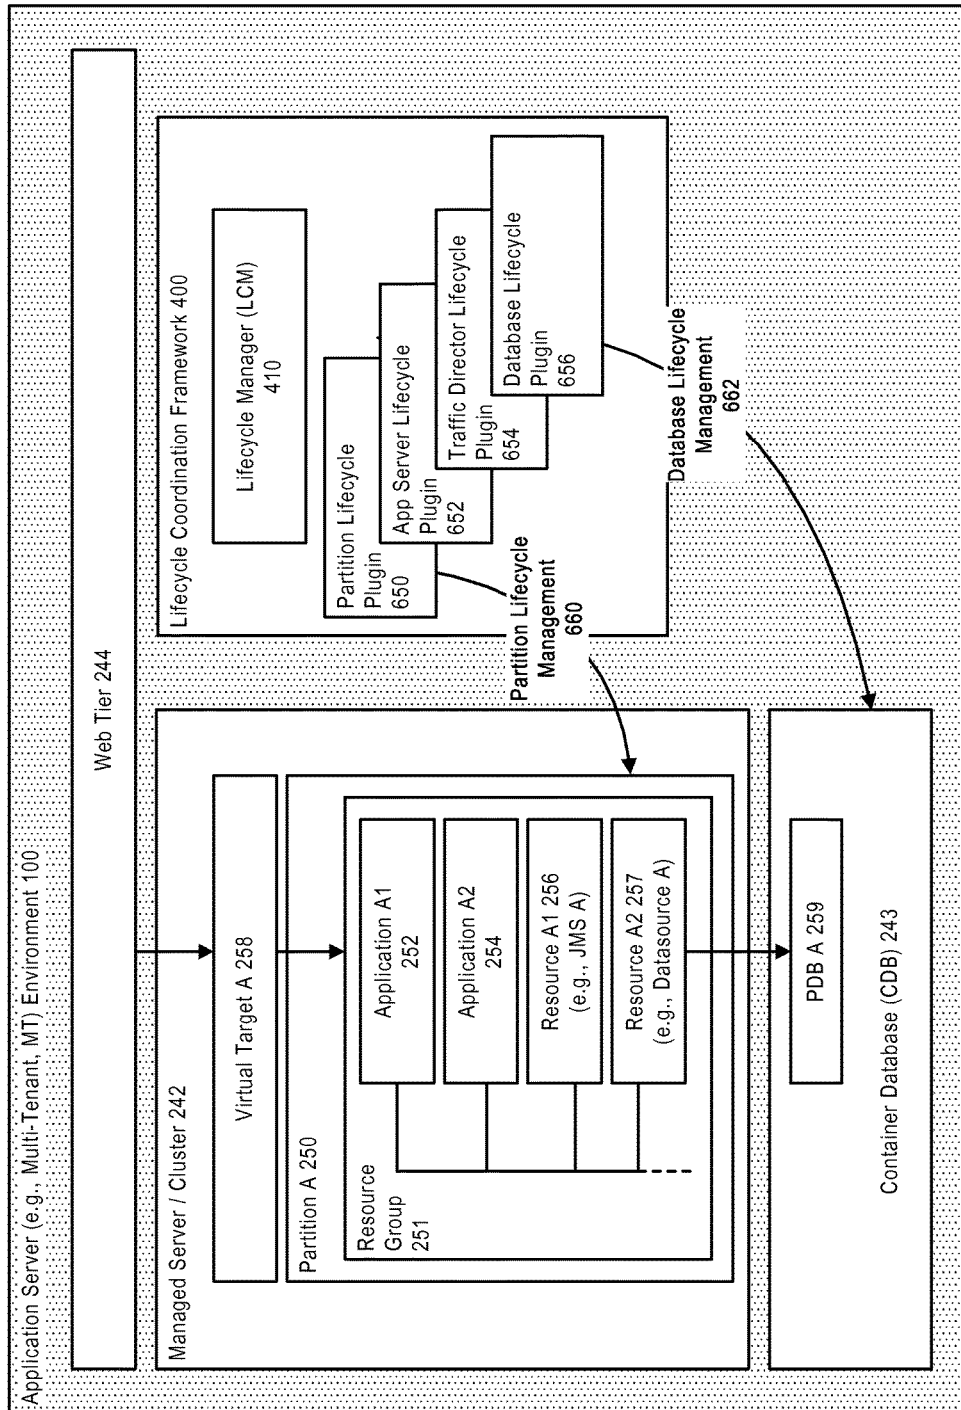 Application Server (e.g., Multi-Tenant, MT) Environment 100
Web Tier 244
Managed Server / Cluster 242
Virtual Target A 258
Partition A 250
Resource
Group
251
Application A1
252
Application A2
254
Resource A1 256
(e.g., JMS A)
Resource A2 257
(e.g., Datasource A)
PDB A 259
Container Database (CDB) 243
Lifecycle Coordination Framework 400
Lifecycle Manager (LCM)
410
Partition Lifecycle
Plugin
650
App Server Lifecycle
Plugin
652
Traffic Director Lifecycle
Plugin
654
Database Lifecycle
Plugin
656
Partition Lifecycle
Management
660
Database Lifecycle
Management
662